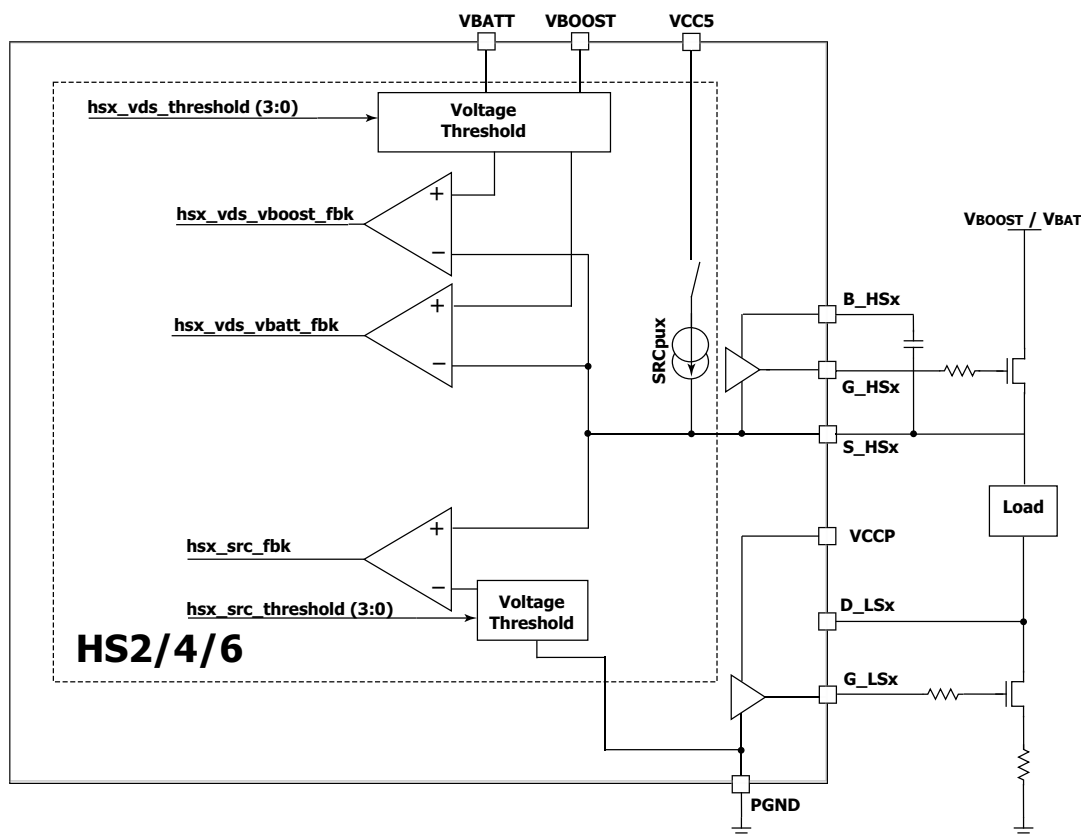 VBATT VBOOST VCC5
hsx_vds_threshold (3:0)
Voltage
Threshold
+
hsx_vds_vboost_fbk
−
VBOOST / VBAT
+
hsx_vds_vbatt_fbk
−
SRCpux
B_HSx
G_HSx
S_HSx
Load
+
hsx_src_fbk
−
VCCP
hsx_src_threshold (3:0)
Voltage
Threshold
D_LSx
HS2/4/6
G_LSx
PGND